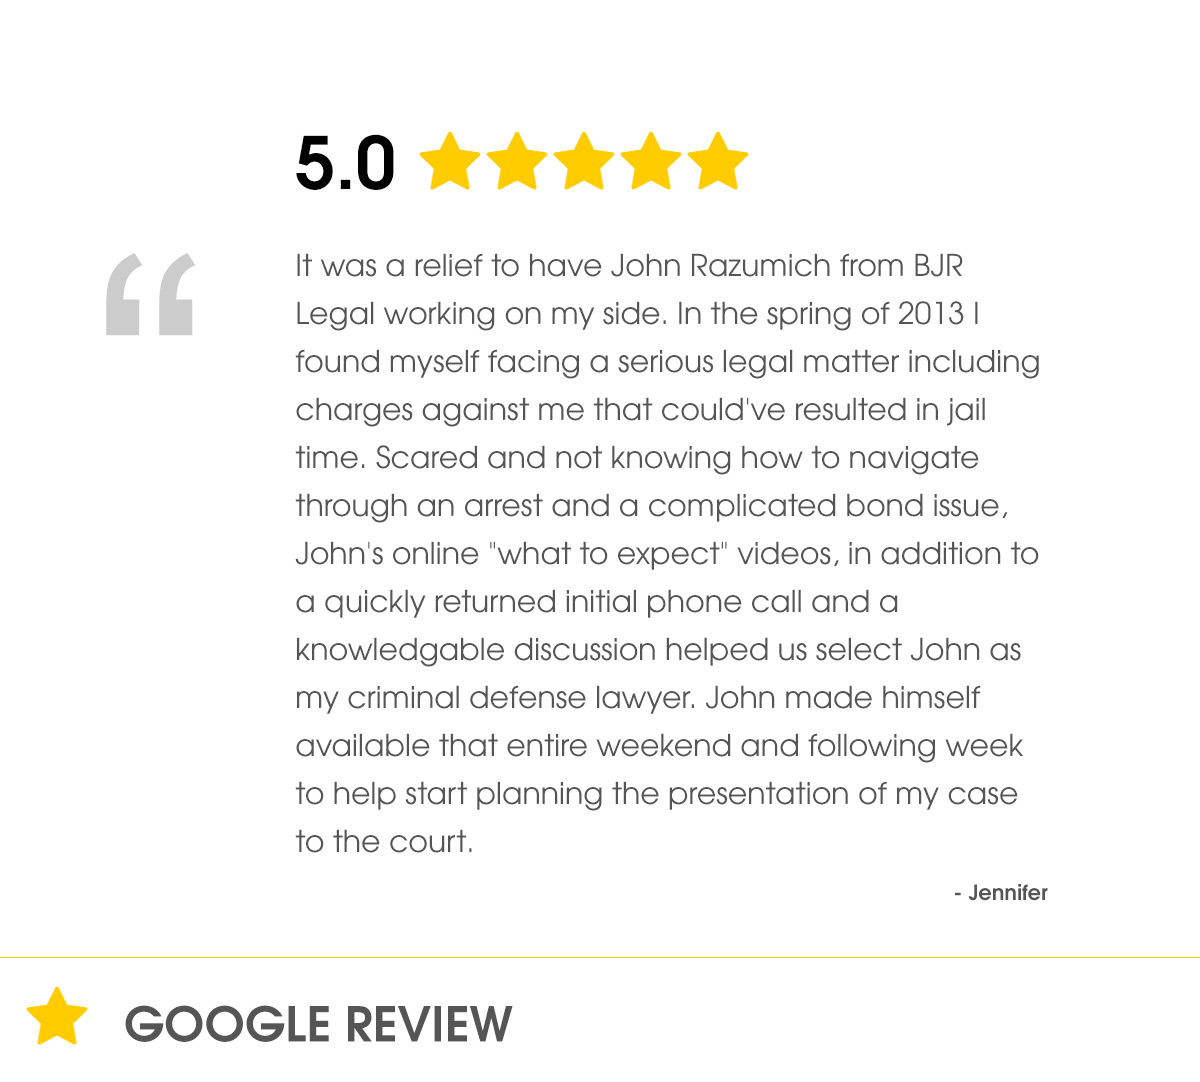 5.0
It was a relief to have John Razumich from BJR
Legal working on my side. In the spring of 2013 I
found myself facing a serious legal matter including
charges against me that could've resulted in jail
time. Scared and not knowing how to navigate
through an arrest and a complicated bond issue,
John's online "what to expect" videos, in addition to
a quickly returned initial phone call and a
knowledgable discussion helped us select John as
my criminal defense lawyer. John made himself
available that entire weekend and following week
to help start planning the presentation of my case
to the court.
- Jennifer
GOOGLE REVIEW